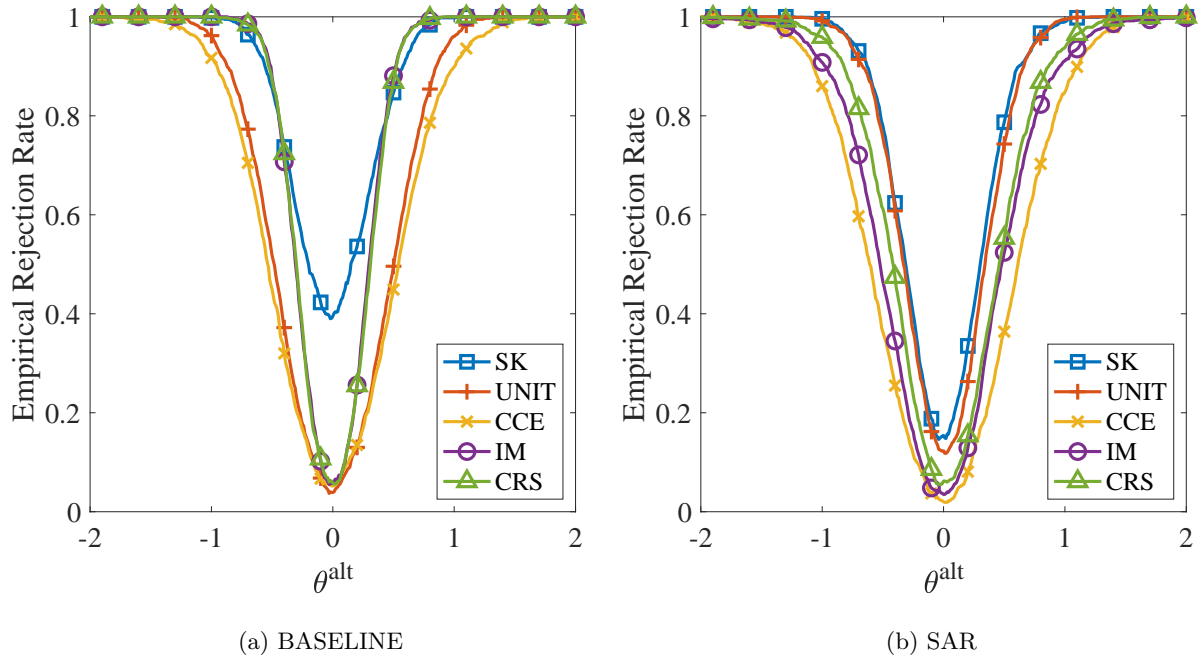 1
0.8
0.6
0.4
0.2
0
Empirical Rejection Rate
SK
UNIT
CCE
IM
CRS
-2
-1
0
1
2
θ^alt
(a) BASELINE
1
0.8
0.6
0.4
0.2
0
Empirical Rejection Rate
SK
UNIT
CCE
IM
CRS
-2
-1
0
1
2
θ^alt
(b) SAR